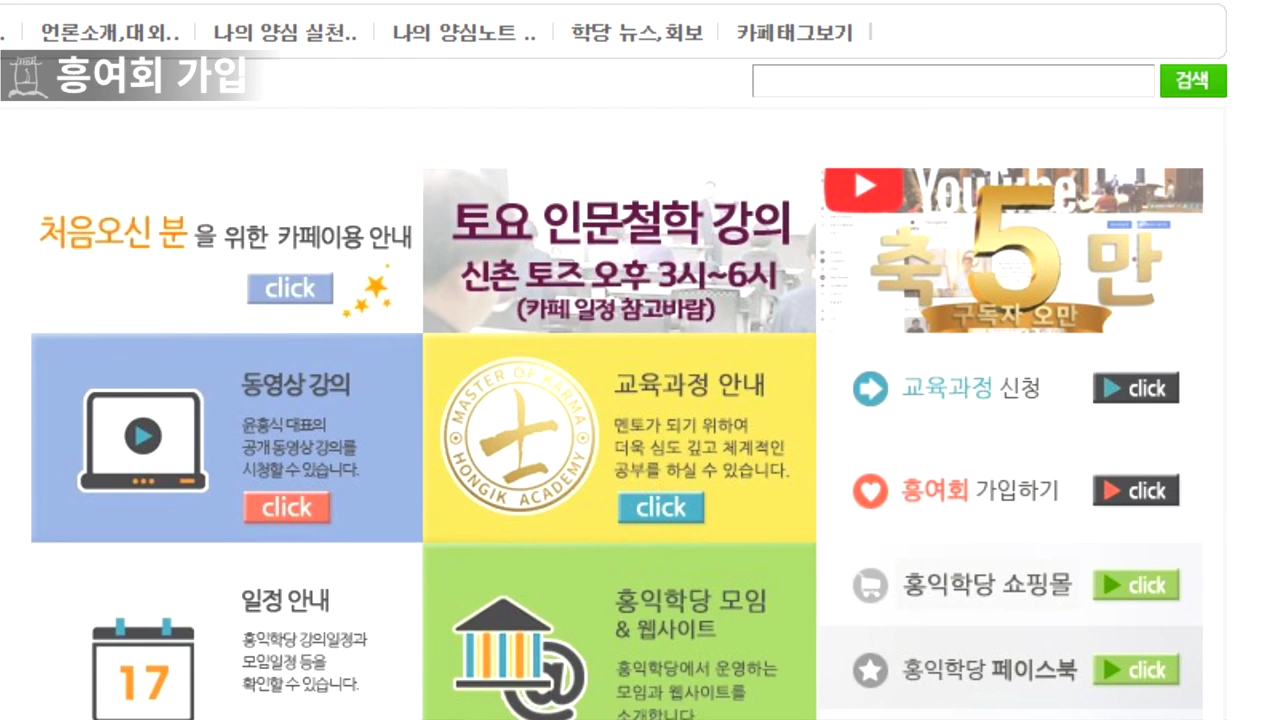 언론소개,대외..
나의 양심 실천..
나의 양심노트 ..
학당 뉴스,회보
카페태그보기
흥여회 가입
검색
처음오신 분 을 위한 카페이용 안내
click
토요 인문철학 강의
신촌 토즈 오후 3시~6시
(카페 일정 참고바람)
YouTube
축 5 만
구독자 오만
동영상 강의
윤홍식 대표의
공개 동영상 강의를
시청할 수 있습니다.
click
MASTER OF KARMA
士
HONGIK ACADEMY
교육과정 안내
멘토가 되기 위하여
더욱 심도 깊고 체계적인
공부를 하실 수 있습니다.
click
교육과정 신청
click
흥여회 가입하기
click
홍익학당 쇼핑몰
click
홍익학당 페이스북
click
17
일정 안내
홍익학당 강의일정과
모임일정 등을
확인할 수 있습니다.
@
홍익학당 모임
& 웹사이트
홍익학당에서 운영하는
모임과 웹사이트를
소개합니다